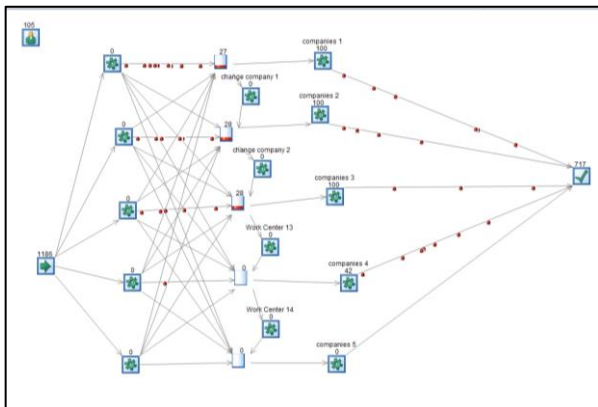 105
0
27
companies 1
100
change company 1
0
companies 2
100
0
28
change company 2
0
0
28
companies 3
100
717
Work Center 13
0
1186
0
0
companies 4
42
Work Center 14
0
0
0
companies 5
0